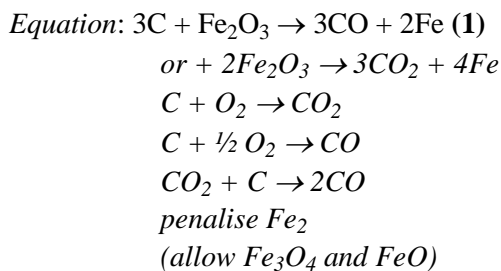 Equation: 3C + Fe₂O₃ → 3CO + 2Fe (1)
or + 2Fe₂O₃ → 3CO₂ + 4Fe
C + O₂ → CO₂
C + ½ O₂ → CO
CO₂ + C → 2CO
penalise Fe₂
(allow Fe₃O₄ and FeO)